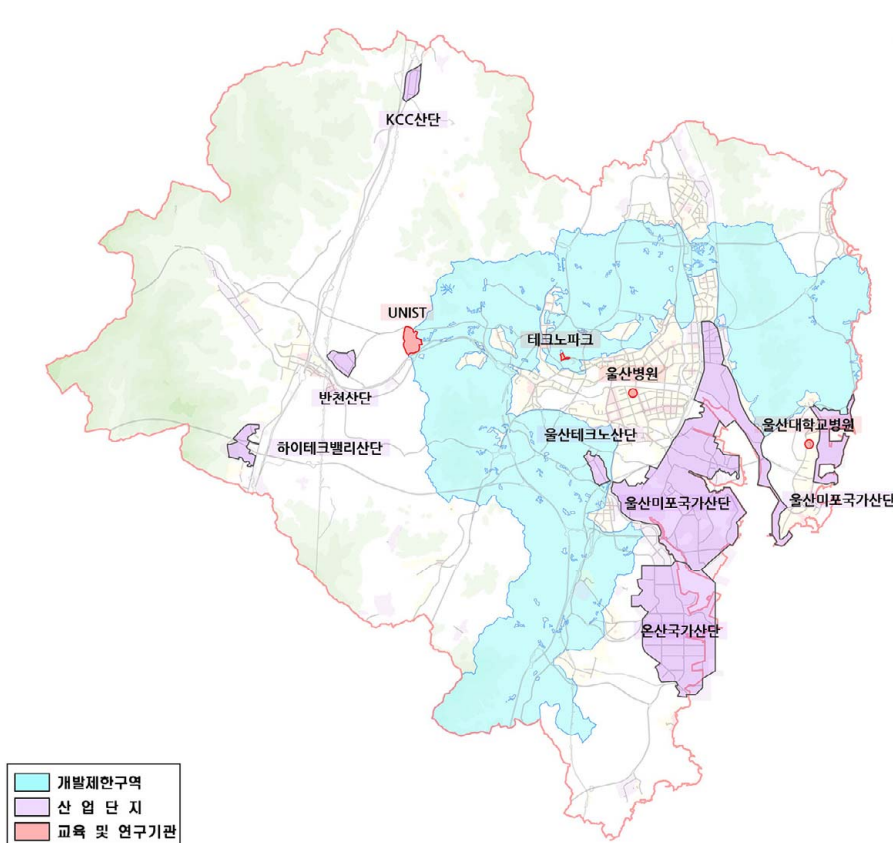 KCC산단
UNIST
테크노파크
울산병원
반천산단
울산대학교병원
울산테크노산단
하이테크밸리산단
울산미포국가산단
울산미포국가산단
온산국가산단
개발제한구역
산 업 단 지
교육 및 연구기관